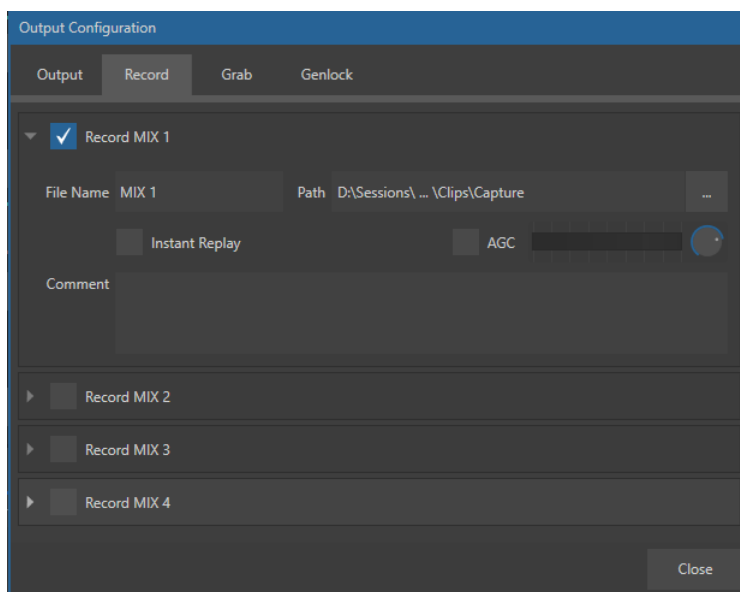 Output Configuration
Output Record Grab Genlock
Record MIX 1
File Name MIX 1 Path D:\Sessions\ ... \Clips\Capture ...
Instant Replay AGC
Comment
Record MIX 2
Record MIX 3
Record MIX 4
Close